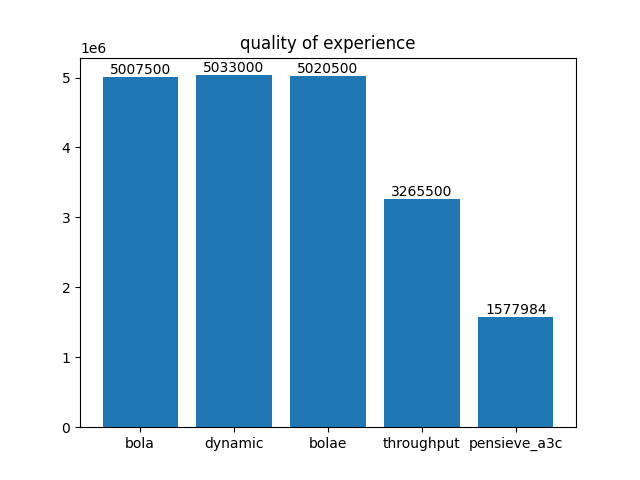 quality of experience
1e6
5007500
5033000
5020500
3265500
1577984
5
4
3
2
1
0
bola
dynamic
bolae
throughput
pensieve_a3c